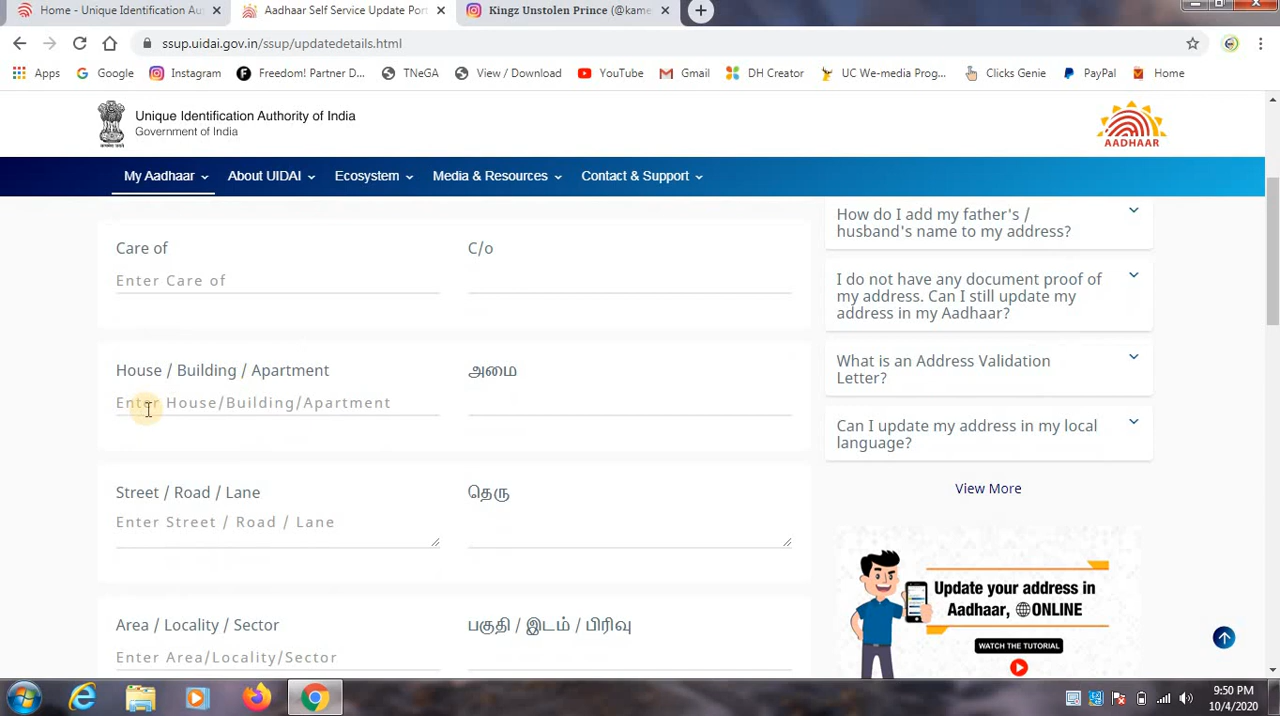 Home - Unique Identification Au
Aadhaar Self Service Update Port
Kingz Unstolen Prince (@kame
ssup.uidai.gov.in/ssup/updatedetails.html
Apps
Google
Instagram
Freedom! Partner D...
TNeGA
View / Download
YouTube
Gmail
DH Creator
UC We-media Prog...
Clicks Genie
PayPal
Home
Unique Identification Authority of India
Government of India
AADHAAR
My Aadhaar
About UIDAI
Ecosystem
Media & Resources
Contact & Support
Care of
C/o
Enter Care of
House / Building / Apartment
அமை
Enter House/Building/Apartment
Street / Road / Lane
தெரு
Enter Street / Road / Lane
Area / Locality / Sector
பகுதி / இடம் / பிரிவு
Enter Area/Locality/Sector
How do I add my father's /
husband's name to my address?
I do not have any document proof of
my address. Can I still update my
address in my Aadhaar?
What is an Address Validation
Letter?
Can I update my address in my local
language?
View More
Update your address in
Aadhaar, ONLINE
WATCH THE TUTORIAL
9:50 PM
10/4/2020